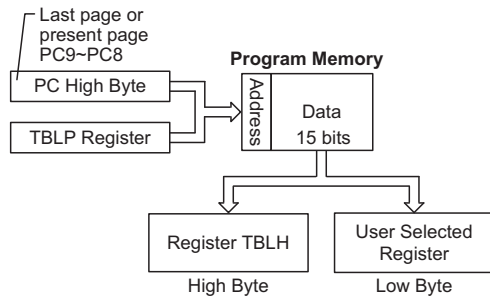 Last page or
present page
PC9~PC8
Program Memory
PC High Byte
Address
Data
15 bits
TBLP Register
Register TBLH
User Selected
Register
High Byte
Low Byte